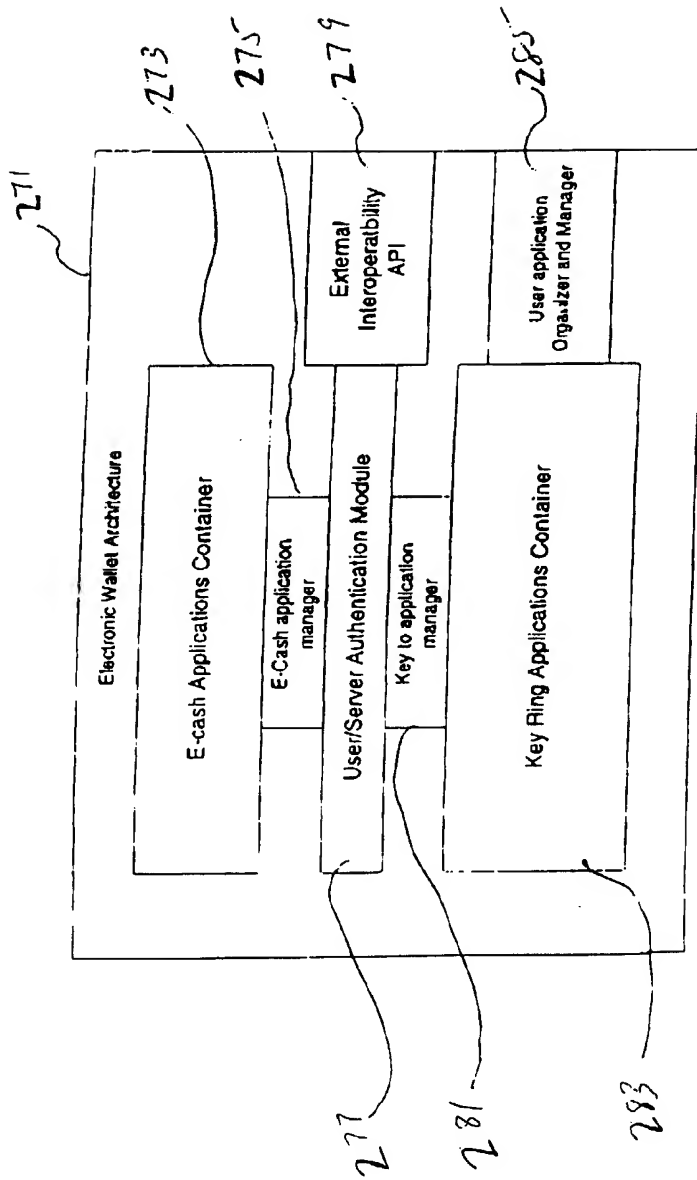 271
Electronic Wallet Architecture
273
E-cash Applications Container
275
E-Cash application
manager
279
External
Interoperatbility
API
277
User/Server Authentication Module
281
Key to application
manager
285
User application
Organizer and Manager
283
Key Ring Applications Container